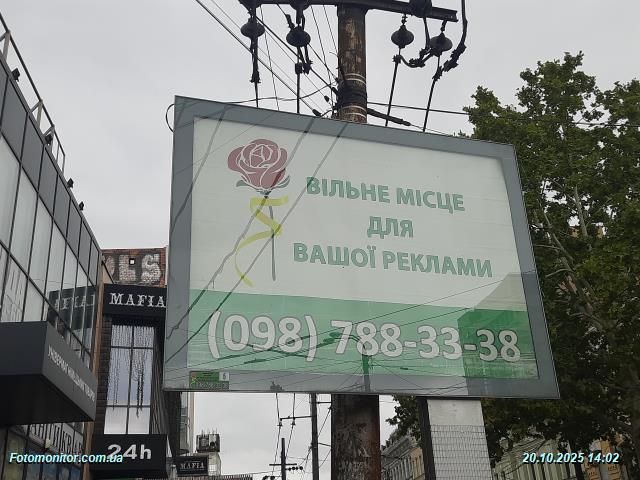 ВІЛЬНЕ МІСЦЕ
ДЛЯ
ВАШОЇ РЕКЛАМИ
(098) 788-33-38
MAFIA
24h
MAFIA
Fotomonitor.com.ua
20.10.2025 14:02